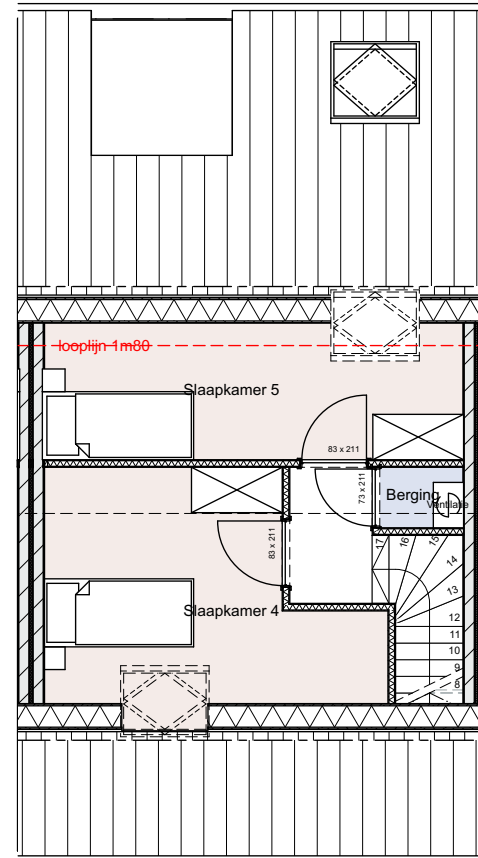 looplijn 1m80
Slaapkamer 5
83 x 211
73 x 211
Berging
Ventilatie
83 x 211
17
16
15
14
13
12
11
10
9
8
Slaapkamer 4